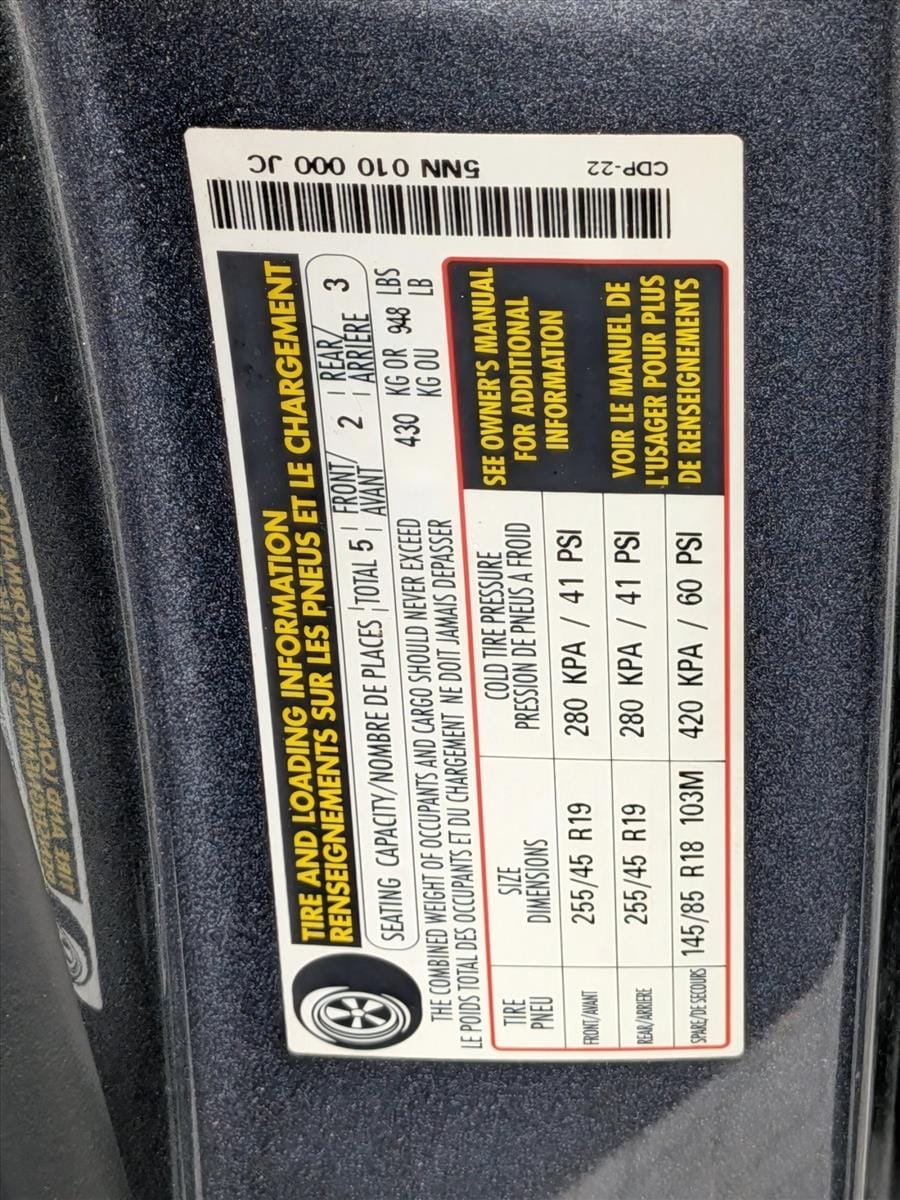 TIRE AND LOADING INFORMATION
RENSEIGNEMENTS SUR LES PNEUS ET LE CHARGEMENT
SEATING CAPACITY/NOMBRE DE PLACES TOTAL 5 FRONT/AVANT 2 REAR/ARRIÈRE 3
THE COMBINED WEIGHT OF OCCUPANTS AND CARGO SHOULD NEVER EXCEED 430 KG OR 948 LBS
LE POIDS TOTAL DES OCCUPANTS ET DU CHARGEMENT NE DOIT JAMAIS DEPASSER KG OU LB
TIRE SIZE COLD TIRE PRESSURE
PNEU DIMENSIONS PRESSION DE PNEUS A FROID
FRONT/AVANT 255/45 R19 280 KPA / 41 PSI
REAR/ARRIERE 255/45 R19 280 KPA / 41 PSI
SPARE/DE SECOURS 145/85 R18 103M 420 KPA / 60 PSI
SEE OWNER'S MANUAL
FOR ADDITIONAL
INFORMATION
VOIR LE MANUEL DE
L'USAGER POUR PLUS
DE RENSEIGNEMENTS
5NN 010 000 JC
CDP-22